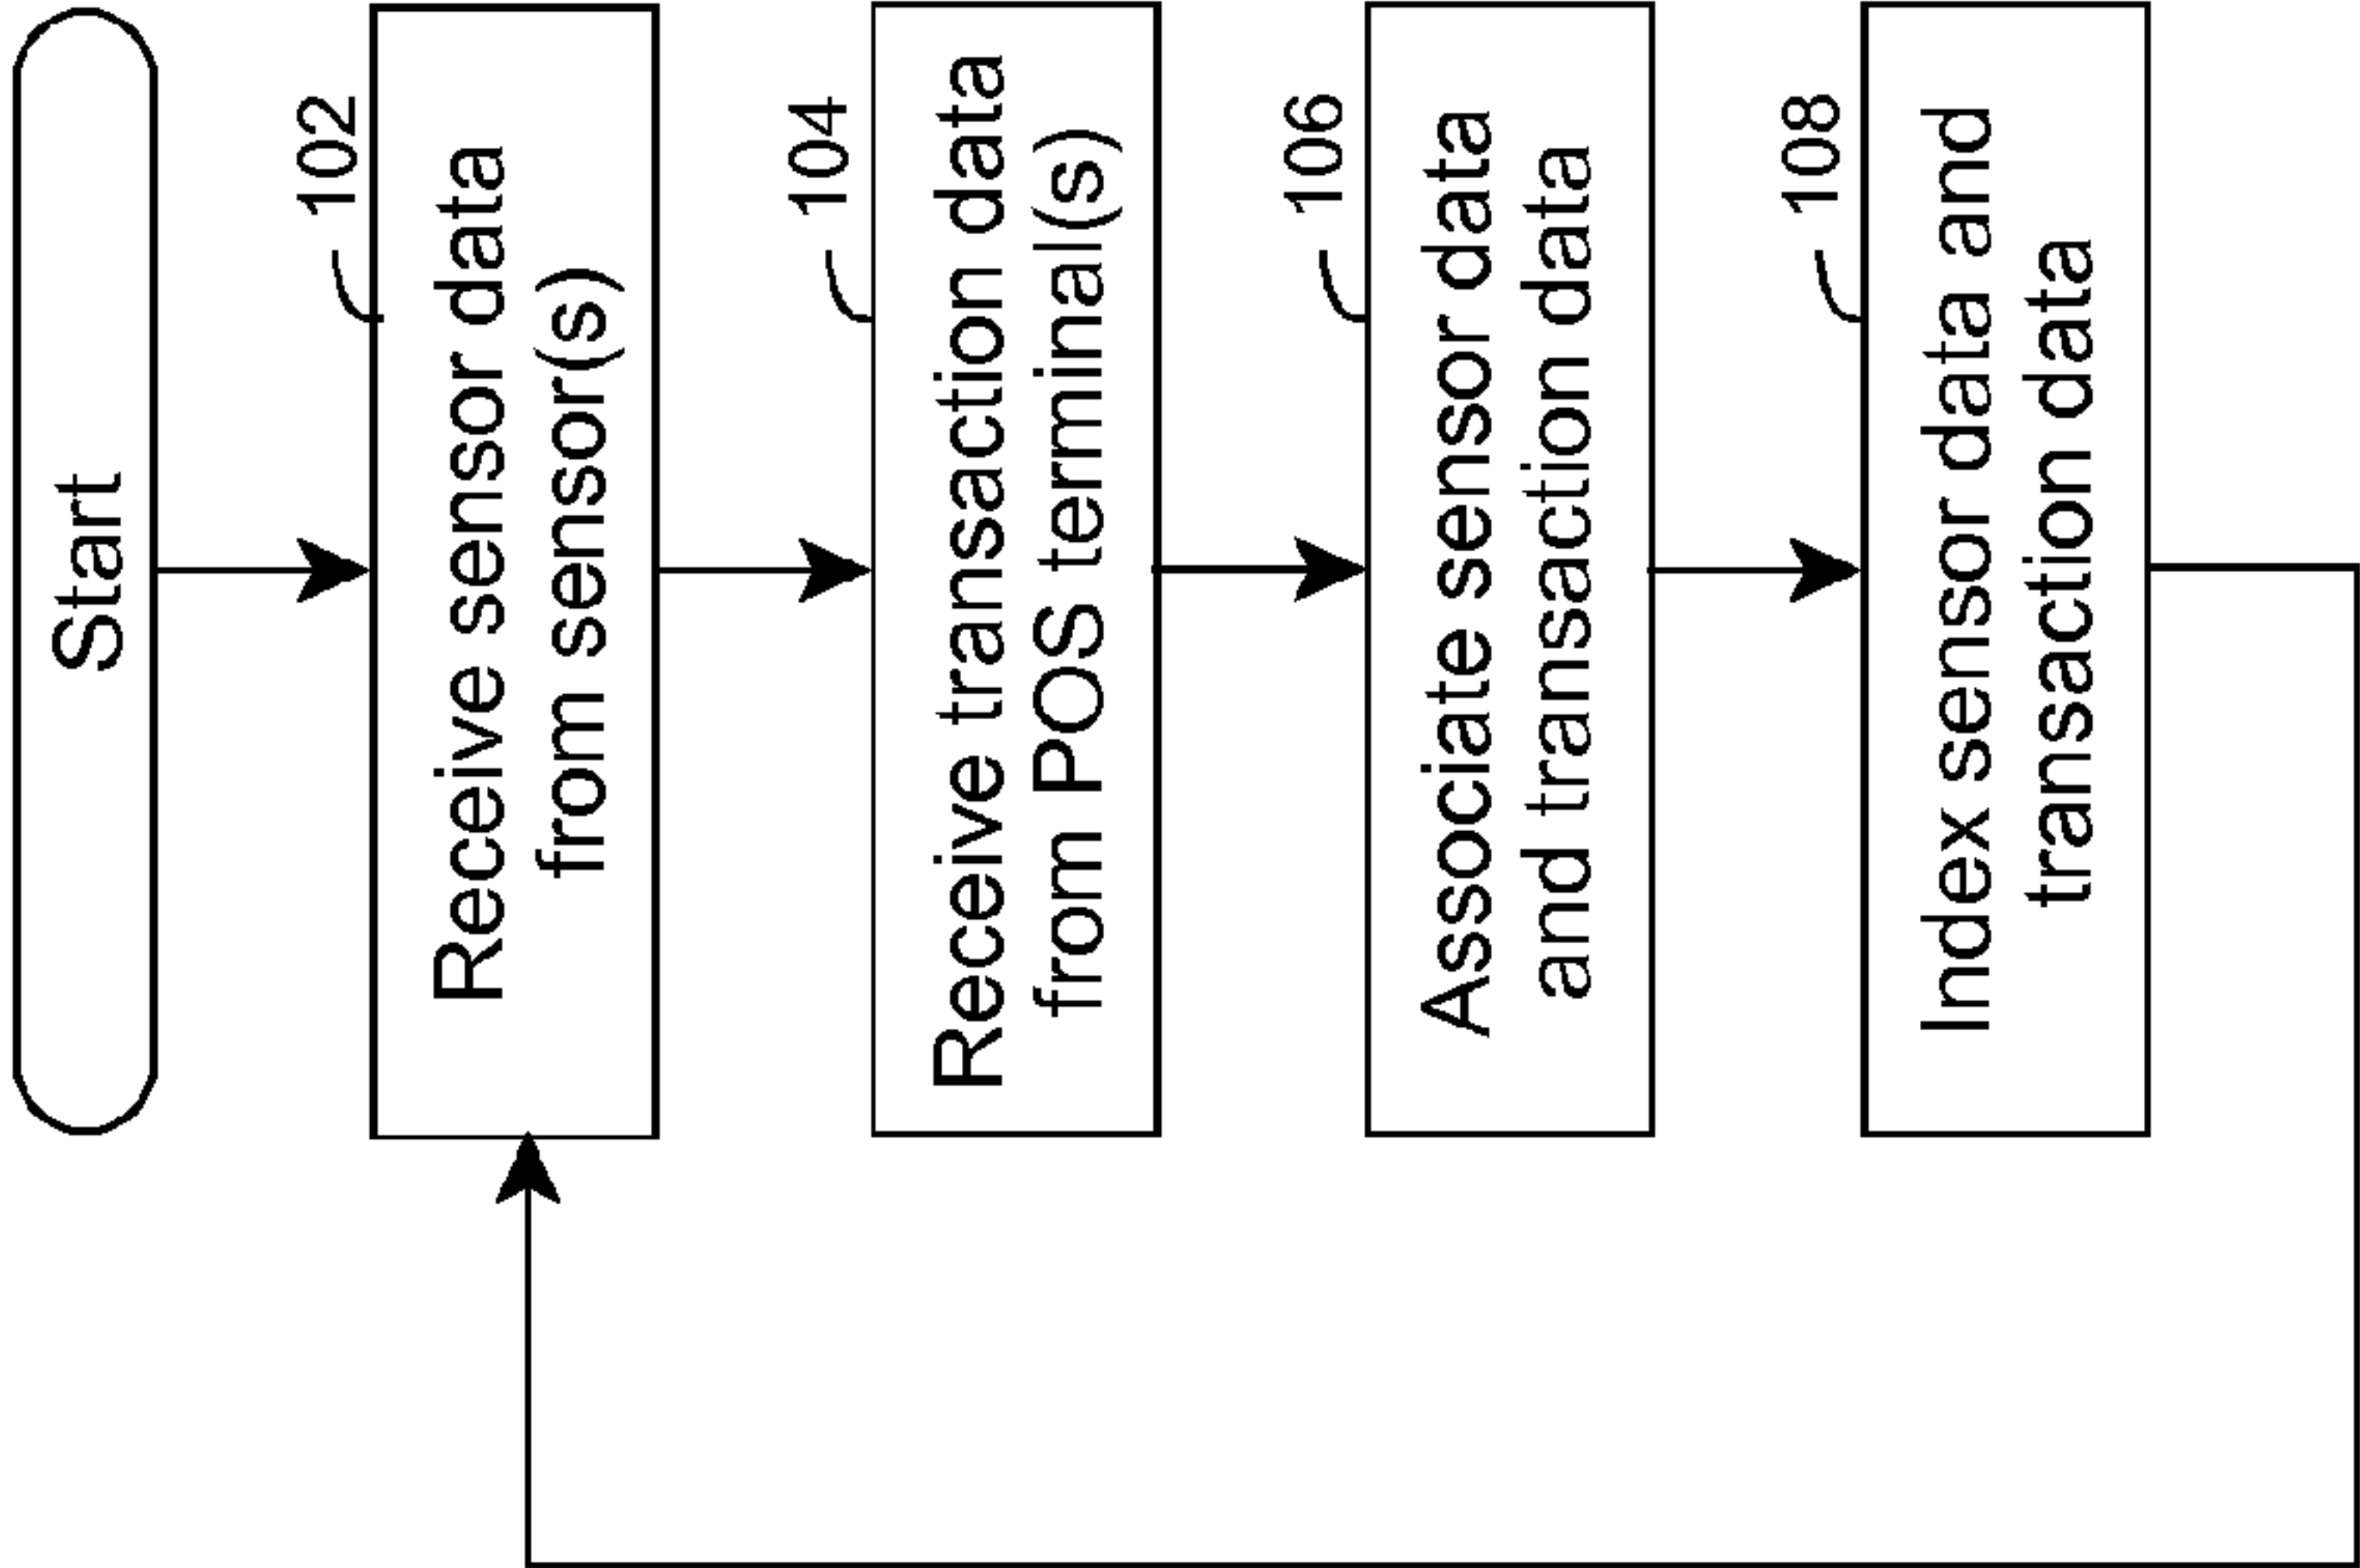 Start
102
Receive sensor data
from sensor(s)
104
Receive transaction data
from POS terminal(s)
106
Associate sensor data
and transaction data
108
Index sensor data and
transaction data